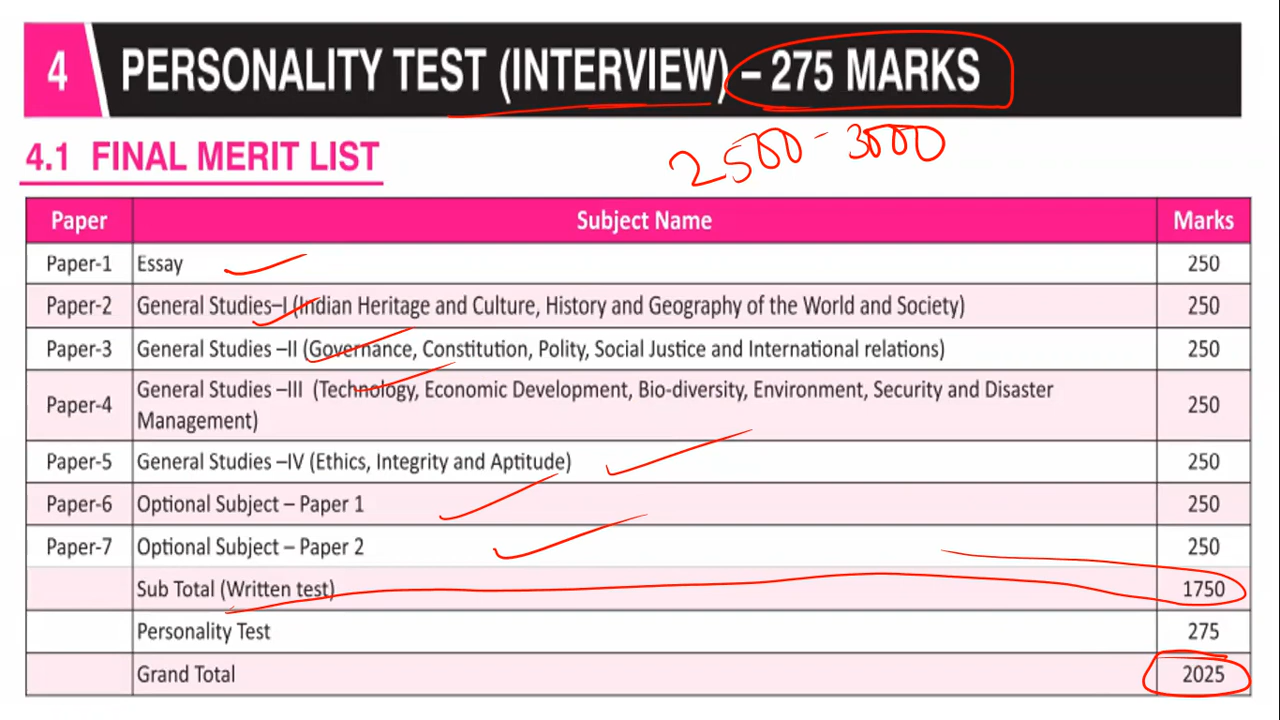 4 PERSONALITY TEST (INTERVIEW) – 275 MARKS
2500 - 3000
4.1 FINAL MERIT LIST
Paper Subject Name Marks
Paper-1 Essay 250
Paper-2 General Studies–I (Indian Heritage and Culture, History and Geography of the World and Society) 250
Paper-3 General Studies –II (Governance, Constitution, Polity, Social Justice and International relations) 250
Paper-4 General Studies –III (Technology, Economic Development, Bio-diversity, Environment, Security and Disaster
Management) 250
Paper-5 General Studies –IV (Ethics, Integrity and Aptitude) 250
Paper-6 Optional Subject – Paper 1 250
Paper-7 Optional Subject – Paper 2 250
Sub Total (Written test) 1750
Personality Test 275
Grand Total 2025